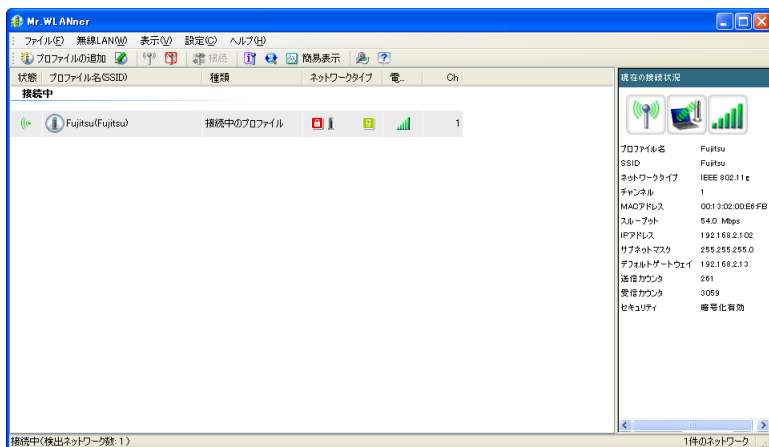 Mr.WLANner
ファイル(F) 無線LAN(W) 表示(V) 設定(C) ヘルプ(H)
プロファイルの追加 接続 簡易表示
状態 プロファイル名(SSID) 種類 ネットワークタイプ 電... Ch
接続中
Fujitsu(Fujitsu) 接続中のプロファイル g 1
現在の接続状況
プロファイル名 Fujitsu
SSID Fujitsu
ネットワークタイプ IEEE 802.11g
チャンネル 1
MACアドレス 00:13:02:00:E6:FB
スループット 54.0 Mbps
IPアドレス 192.168.2.102
サブネットマスク 255.255.255.0
デフォルトゲートウェイ 192.168.2.13
送信カウンタ 261
受信カウンタ 3059
セキュリティ 暗号化有効
接続中(検出ネットワーク数: 1) 1件のネットワーク